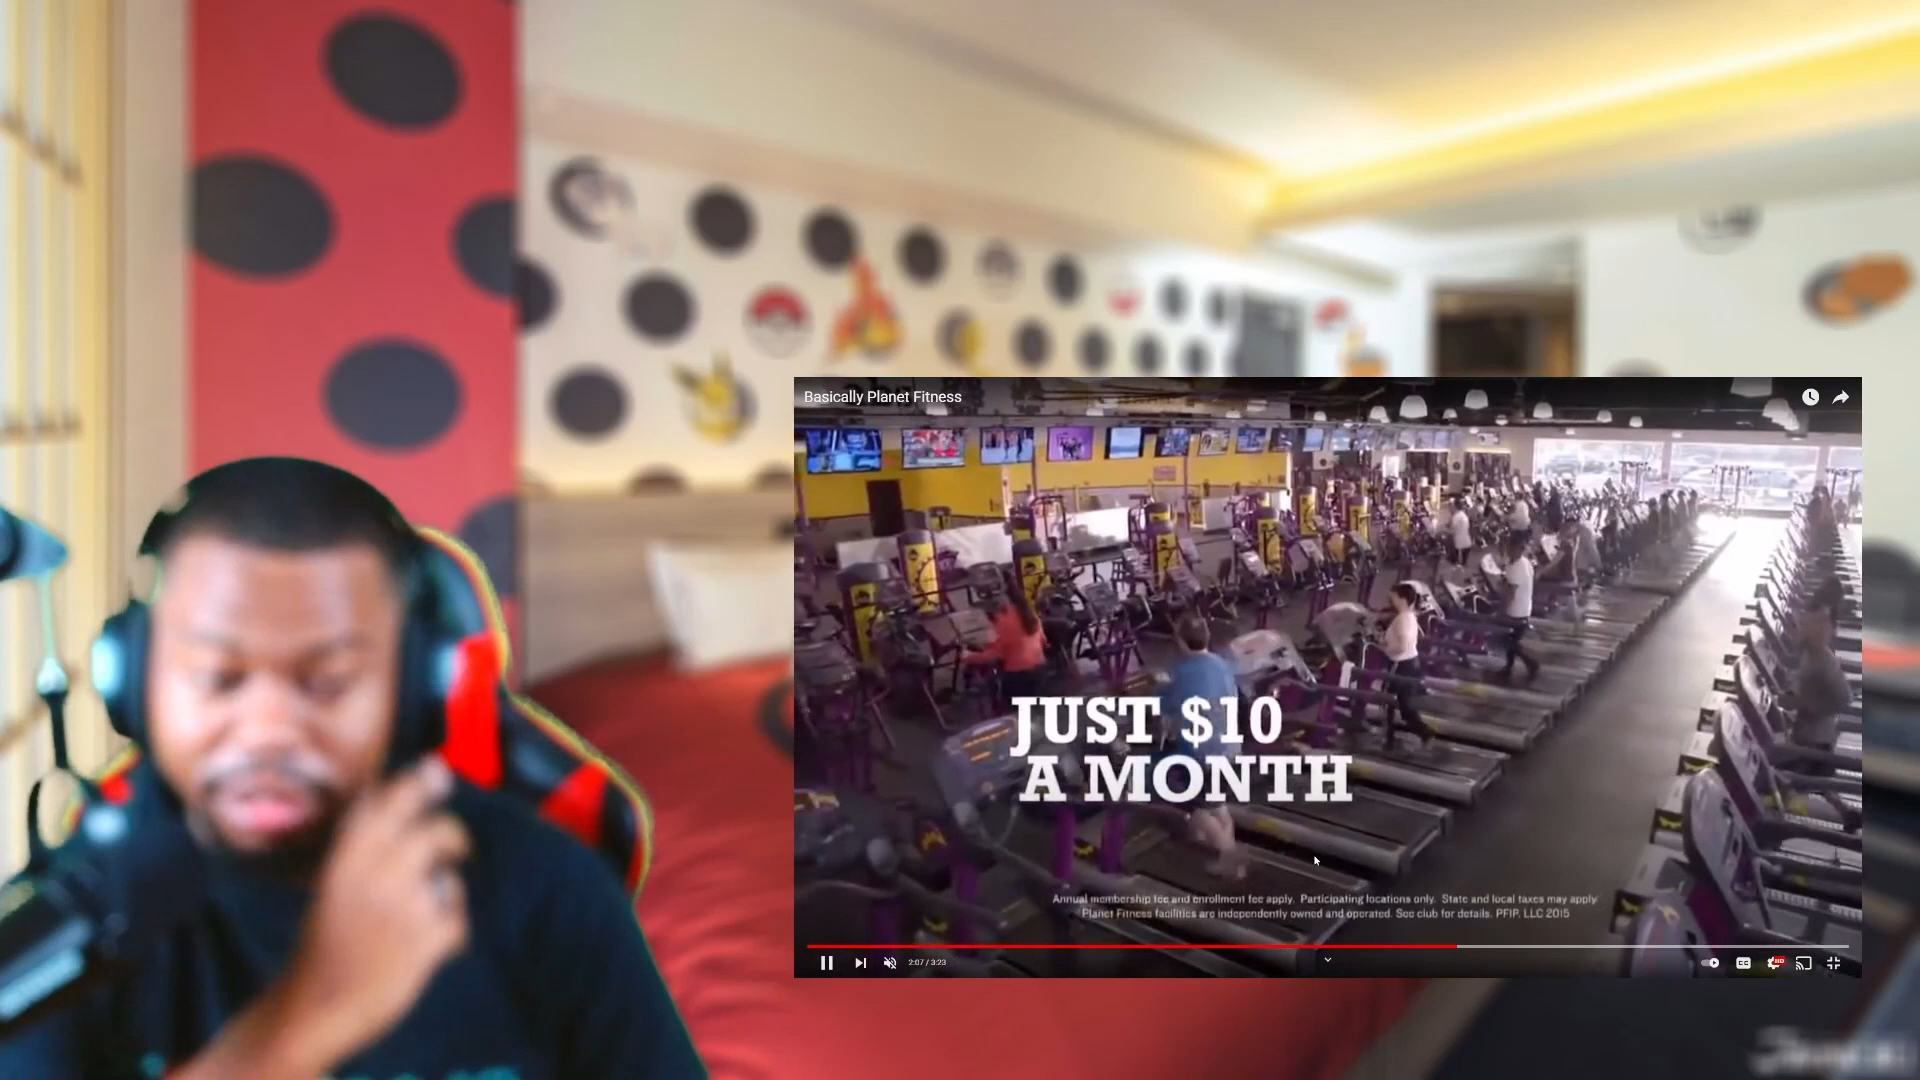 Basically Planet Fitness
JUST $10
A MONTH
Annual membership fee and enrollment fee apply. Participating locations only. State and local taxes may apply
Planet Fitness facilities are independently owned and operated. See club for details. PFIP, LLC 2015
2:07 / 3:23
CC
HD